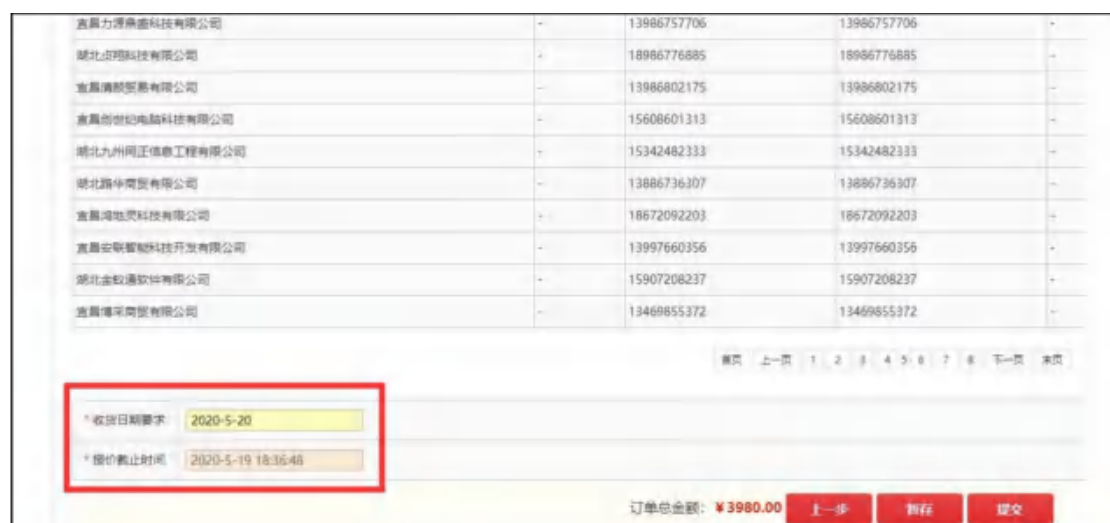 宜昌力源鼎盛科技有限公司 - 13986757706 13986757706 -
湖北点翔科技有限公司 - 18986776885 18986776885 -
宜昌清颜贸易有限公司 - 13986802175 13986802175 -
宜昌创世纪电脑科技有限公司 - 15608601313 15608601313 -
湖北九州同正信息工程有限公司 - 15342482333 15342482333 -
湖北路华商贸有限公司 - 13886736307 13886736307 -
宜昌鸿地灵科技有限公司 - 18672092203 18672092203 -
宜昌安联智能科技开发有限公司 - 13997660356 13997660356 -
湖北金蚁通软件有限公司 - 15907208237 15907208237 -
宜昌博采商贸有限公司 - 13469855372 13469855372 -
首页 上一页 1 2 3 4 5 6 7 8 下一页 末页
* 收货日期要求 2020-5-20
* 报价截止时间 2020-5-19 18:36:48
订单总金额: ¥3980.00 上一步 暂存 提交